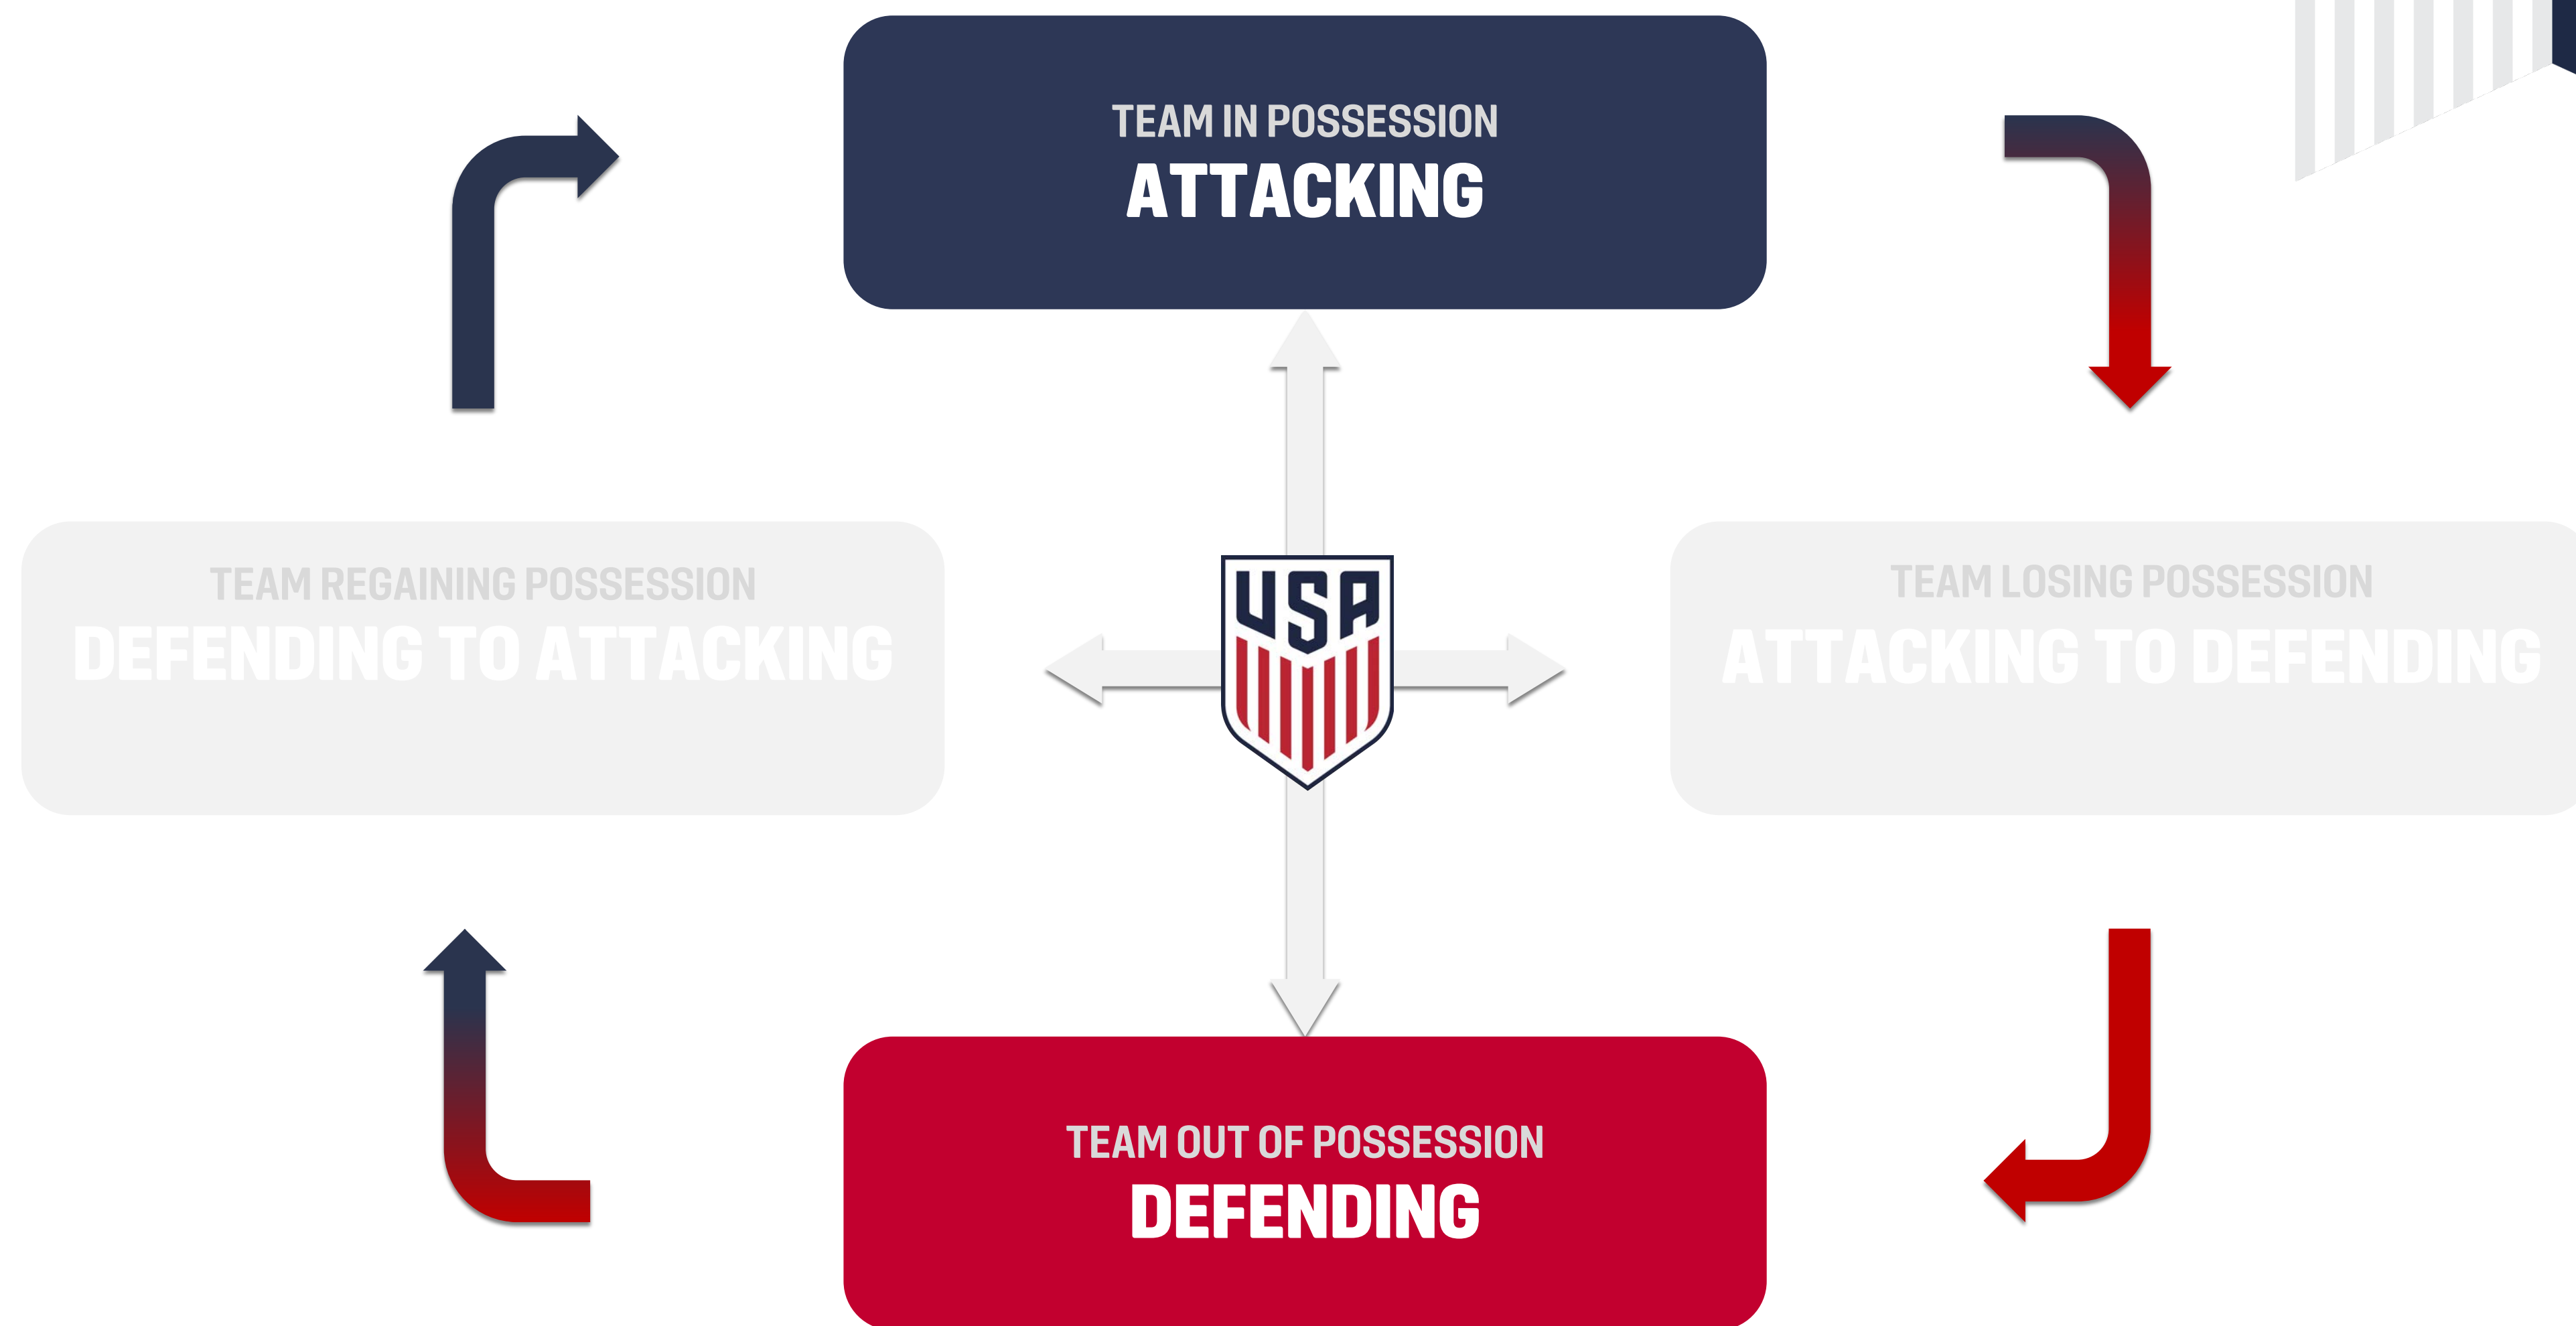 TEAM IN POSSESSION
ATTACKING
TEAM REGAINING POSSESSION
DEFENDING TO ATTACKING
USA
TEAM LOSING POSSESSION
ATTACKING TO DEFENDING
TEAM OUT OF POSSESSION
DEFENDING